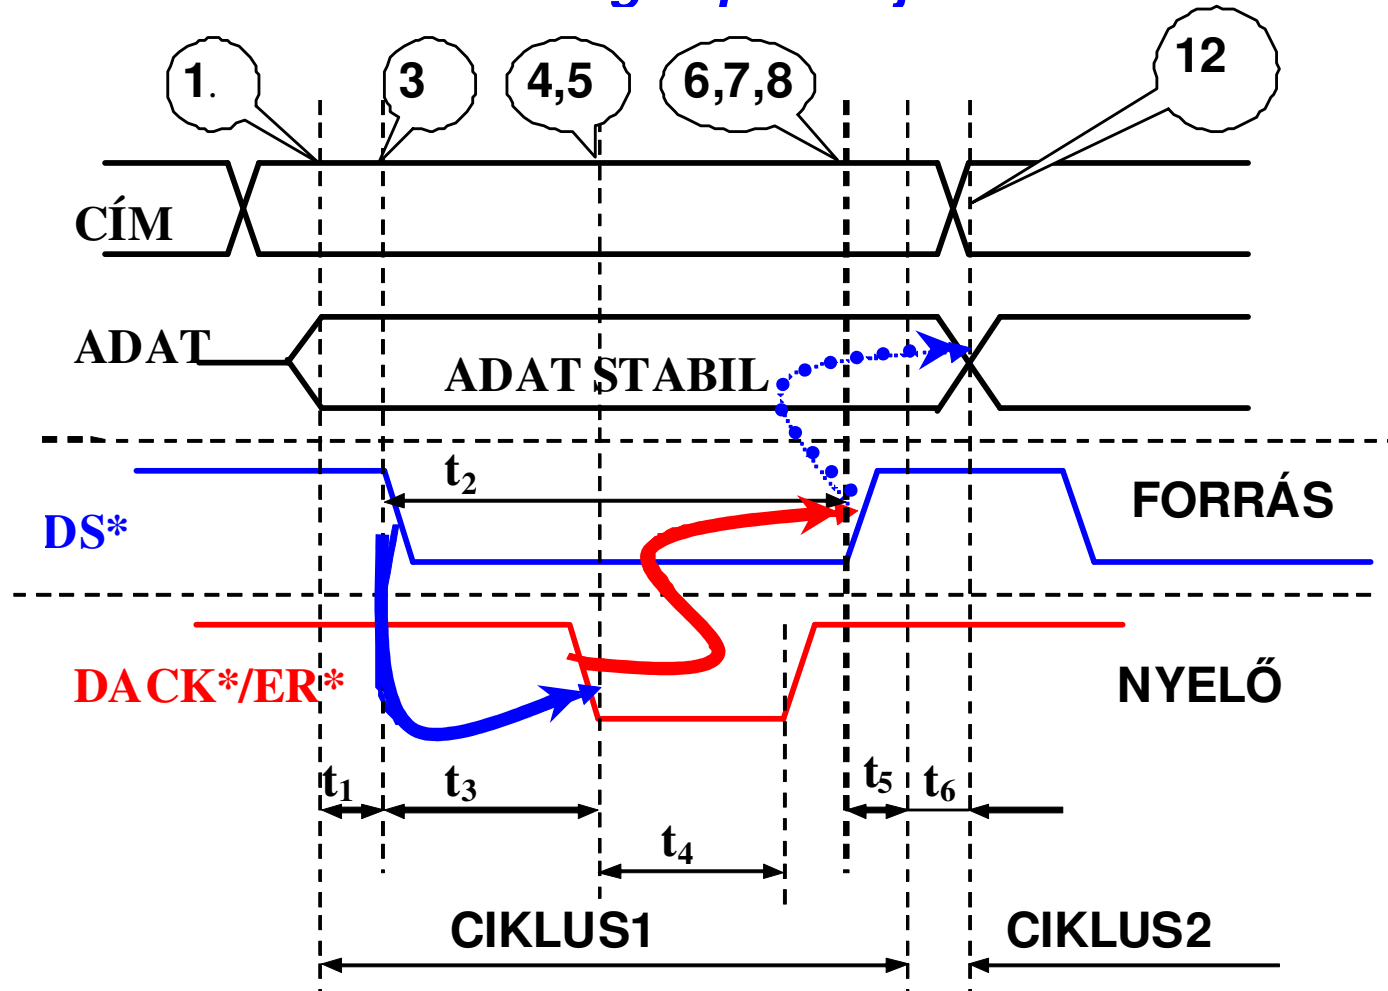 1.
3
4,5
6,7,8
12
CÍM
ADAT
ADAT STABIL
t2
FORRÁS
DS*
DACK*/ER*
NYELŐ
t1
t3
t5
t6
t4
CIKLUS1
CIKLUS2